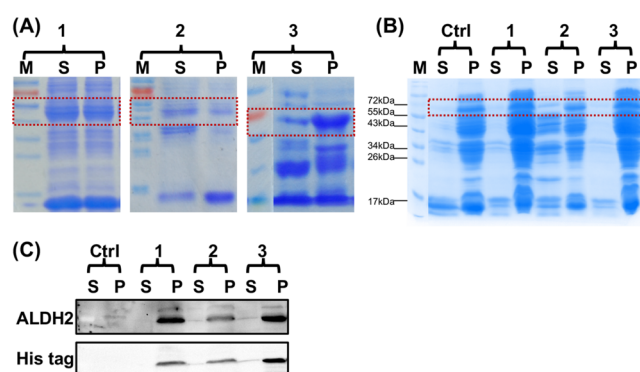 (A) 1 2 3
M S P M S P M S P
(B) Ctrl 1 2 3
M S P S P S P S P
72kDa
55kDa
43kDa
34kDa
26kDa
17kDa
(C) Ctrl 1 2 3
S P S P S P S P
ALDH2
His tag